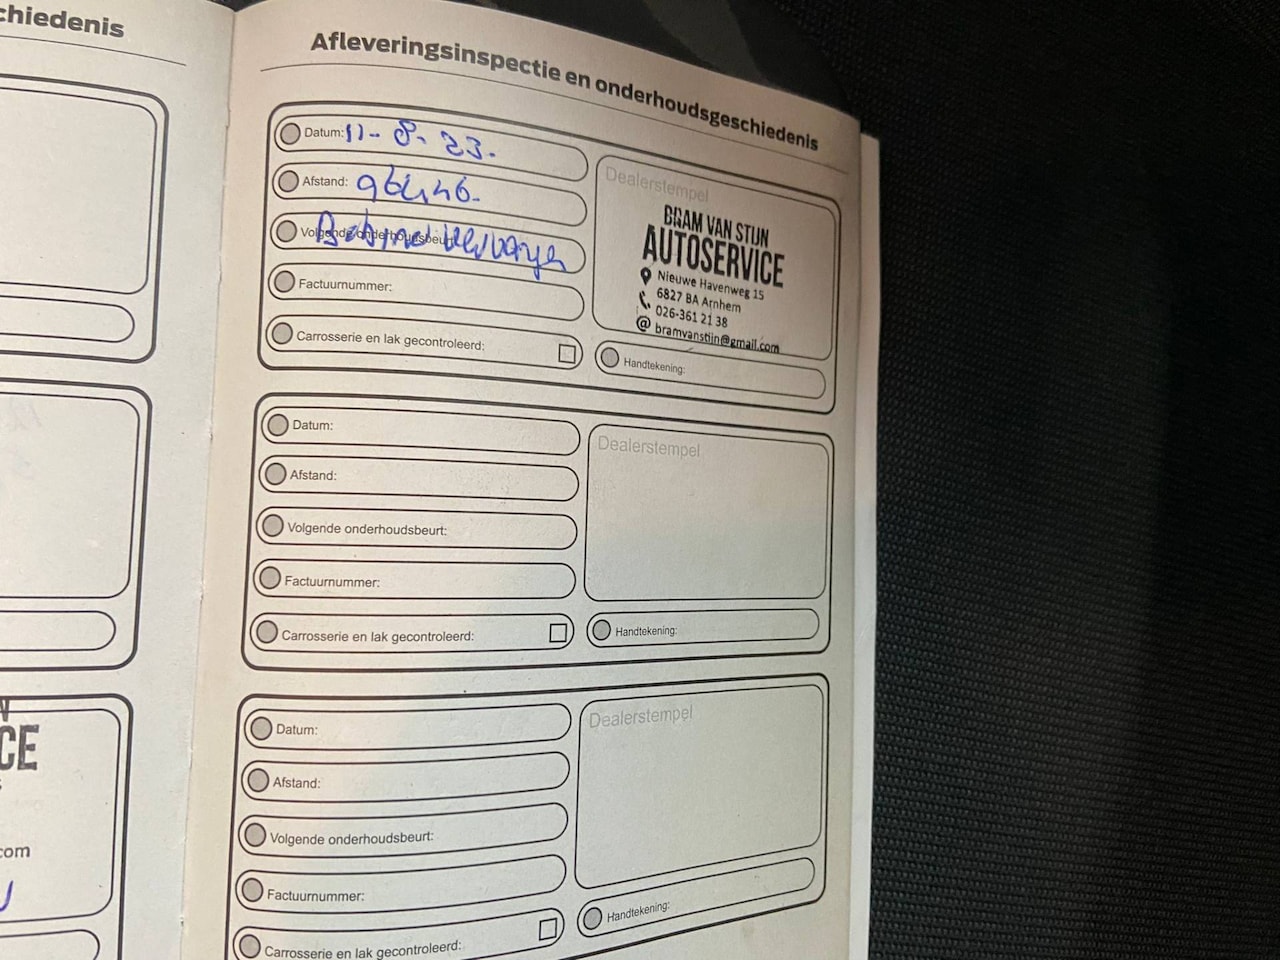 chiedenis
Afleveringsinspectie en onderhoudsgeschiedenis
Datum: 11-8-23.
Afstand:
Volgende onderhoudsbeurt:
Factuurnummer:
Carrosserie en lak gecontroleerd:
Dealerstempel
BRAM VAN STIJN
AUTOSERVICE
Nieuwe Havenweg 15
6827 BA Arnhem
026-361 21 38
@ bramvanstijn@gmail.com
Handtekening:
Datum:
Afstand:
Volgende onderhoudsbeurt:
Factuurnummer:
Carrosserie en lak gecontroleerd:
Dealerstempel
Handtekening:
Datum:
Afstand:
Volgende onderhoudsbeurt:
Factuurnummer:
Carrosserie en lak gecontroleerd:
Dealerstempel
Handtekening:
N
CE
com